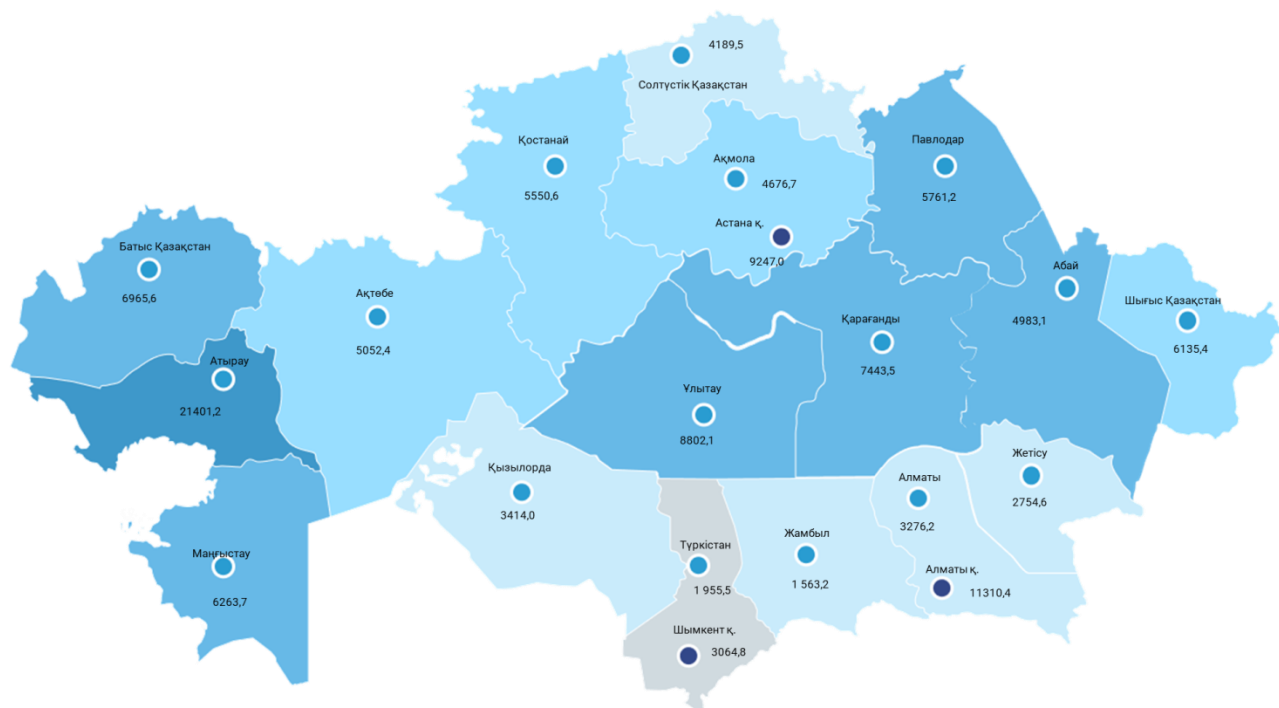 4189,5
Солтүстік Қазақстан
Қостанай
5550,6
Ақмола
4676,7
Астана қ.
9247,0
Павлодар
5761,2
Батыс Қазақстан
6965,6
Ақтөбе
5052,4
Абай
4983,1
Шығыс Қазақстан
6135,4
Қарағанды
7443,5
Атырау
21401,2
Ұлытау
8802,1
Қызылорда
3414,0
Жетісу
2754,6
Алматы
3276,2
Маңғыстау
6263,7
Түркістан
1 955,5
Жамбыл
1 563,2
Алматы қ.
11310,4
Шымкент қ.
3064,8